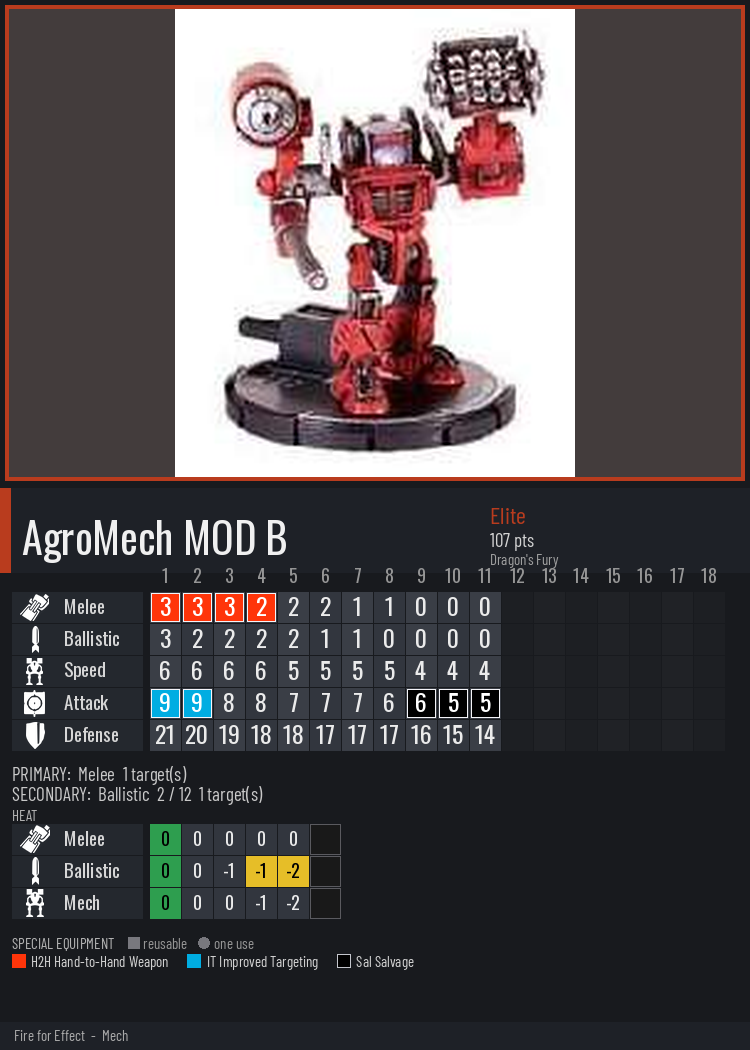 AgroMech MOD B
Elite
107 pts
Dragon's Fury
1 2 3 4 5 6 7 8 9 10 11 12 13 14 15 16 17 18
Melee 3 3 3 2 2 2 1 1 0 0 0
Ballistic 3 2 2 2 2 1 1 0 0 0 0
Speed 6 6 6 6 5 5 5 5 4 4 4
Attack 9 9 8 8 7 7 7 6 6 5 5
Defense 21 20 19 18 18 17 17 17 16 15 14
PRIMARY: Melee 1 target(s)
SECONDARY: Ballistic 2 / 12 1 target(s)
HEAT
Melee 0 0 0 0 0
Ballistic 0 0 -1 -1 -2
Mech 0 0 0 -1 -2
SPECIAL EQUIPMENT reusable one use
H2H Hand-to-Hand Weapon IT Improved Targeting Sal Salvage
Fire for Effect - Mech